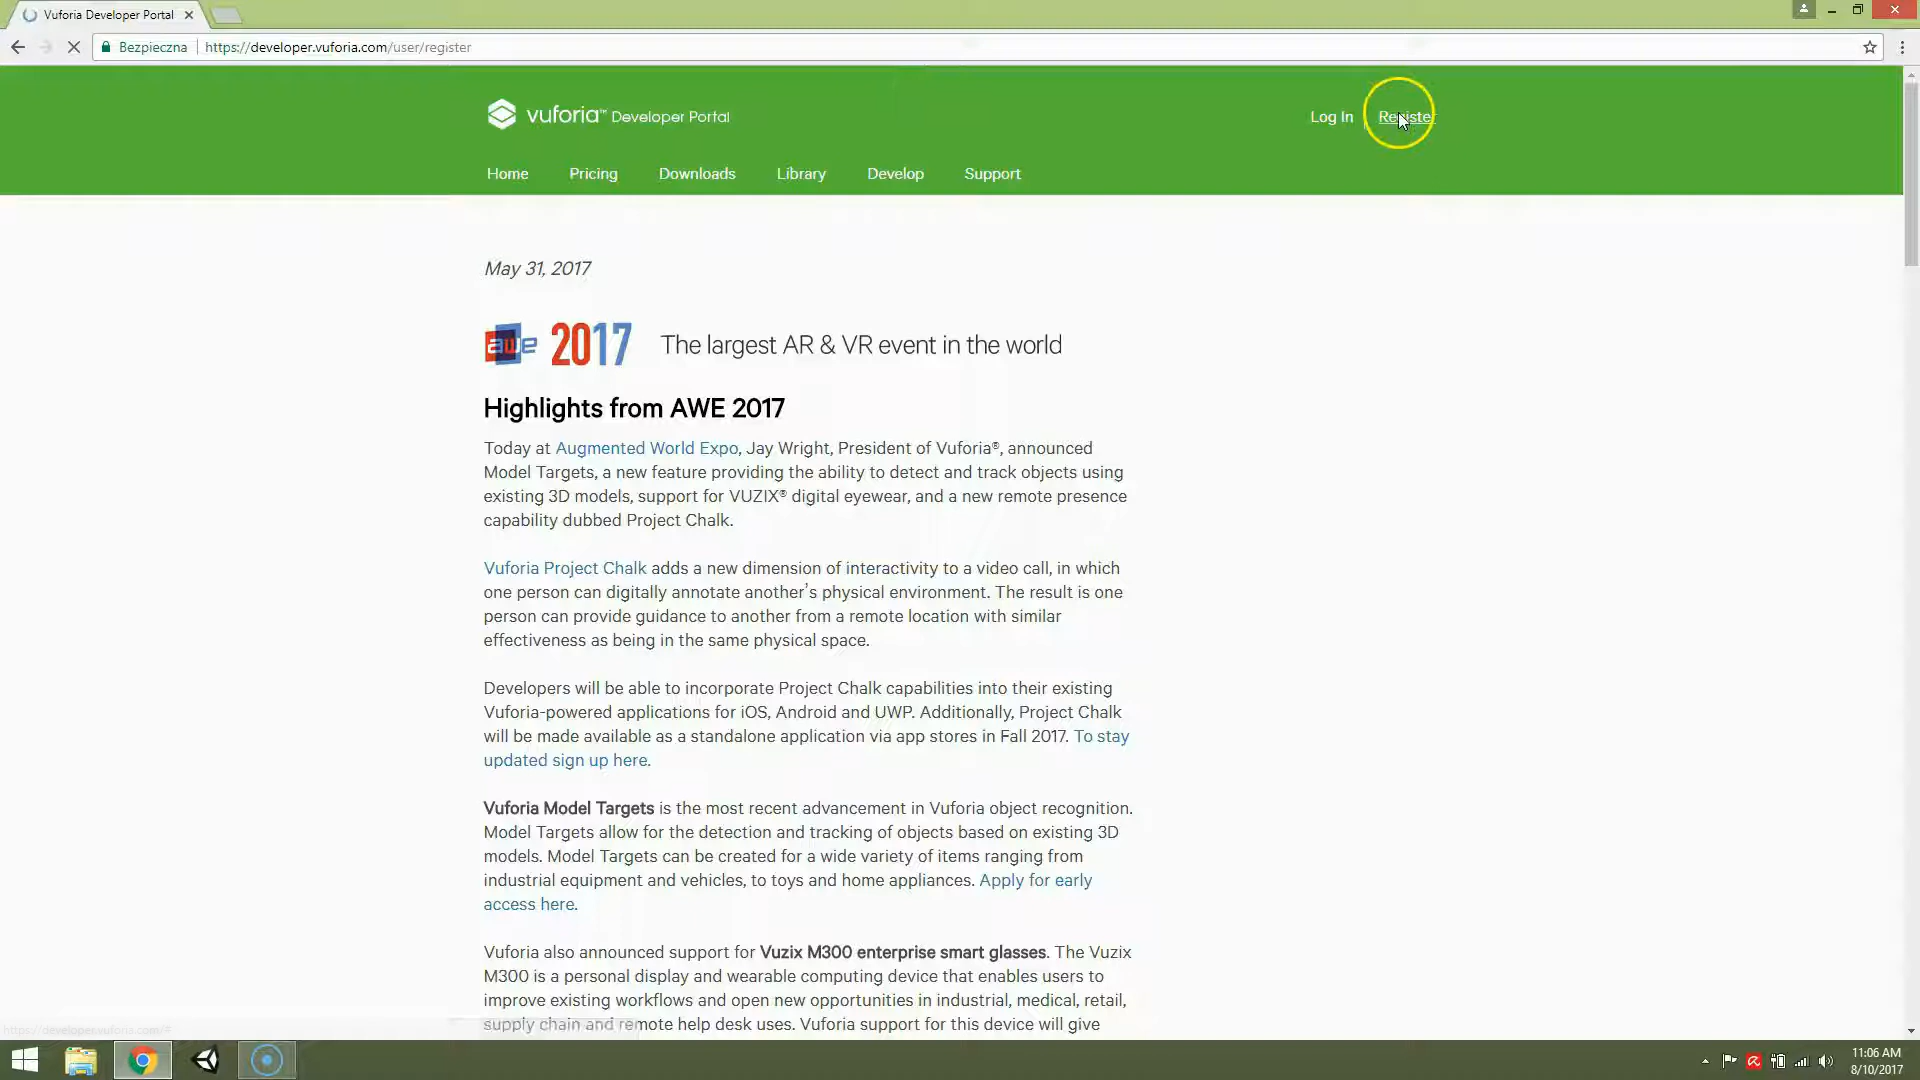 Vuforia Developer Portal
Bezpieczna
https://developer.vuforia.com/user/register
vuforia™ Developer Portal
Log In
Register
Home
Pricing
Downloads
Library
Develop
Support
May 31, 2017
awe 2017 The largest AR & VR event in the world
Highlights from AWE 2017
Today at Augmented World Expo, Jay Wright, President of Vuforia®, announced
Model Targets, a new feature providing the ability to detect and track objects using
existing 3D models, support for VUZIX® digital eyewear, and a new remote presence
capability dubbed Project Chalk.
Vuforia Project Chalk adds a new dimension of interactivity to a video call, in which
one person can digitally annotate another's physical environment. The result is one
person can provide guidance to another from a remote location with similar
effectiveness as being in the same physical space.
Developers will be able to incorporate Project Chalk capabilities into their existing
Vuforia-powered applications for iOS, Android and UWP. Additionally, Project Chalk
will be made available as a standalone application via app stores in Fall 2017. To stay
updated sign up here.
Vuforia Model Targets is the most recent advancement in Vuforia object recognition.
Model Targets allow for the detection and tracking of objects based on existing 3D
models. Model Targets can be created for a wide variety of items ranging from
industrial equipment and vehicles, to toys and home appliances. Apply for early
access here.
Vuforia also announced support for Vuzix M300 enterprise smart glasses. The Vuzix
M300 is a personal display and wearable computing device that enables users to
improve existing workflows and open new opportunities in industrial, medical, retail,
supply chain and remote help desk uses. Vuforia support for this device will give
https://developer.vuforia.com/#
11:06 AM
8/10/2017